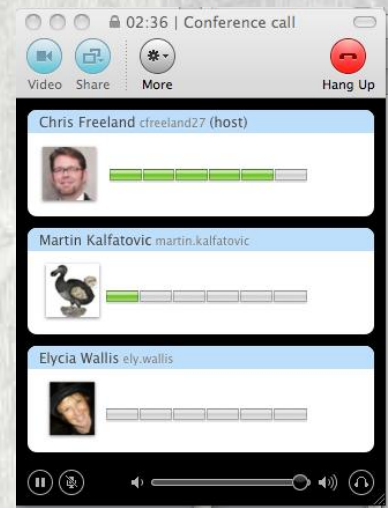 02:36 | Conference call
Video Share More Hang Up
Chris Freeland cfreeland27 (host)
Martin Kalfatovic martin.kalfatovic
Elycia Wallis ely.wallis